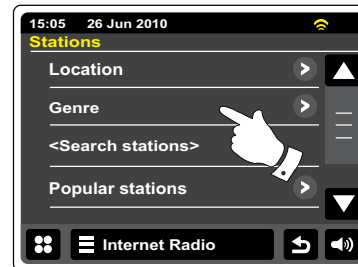 15:05 26 Jun 2010
Stations
Location
Genre
<Search stations>
Popular stations
Internet Radio